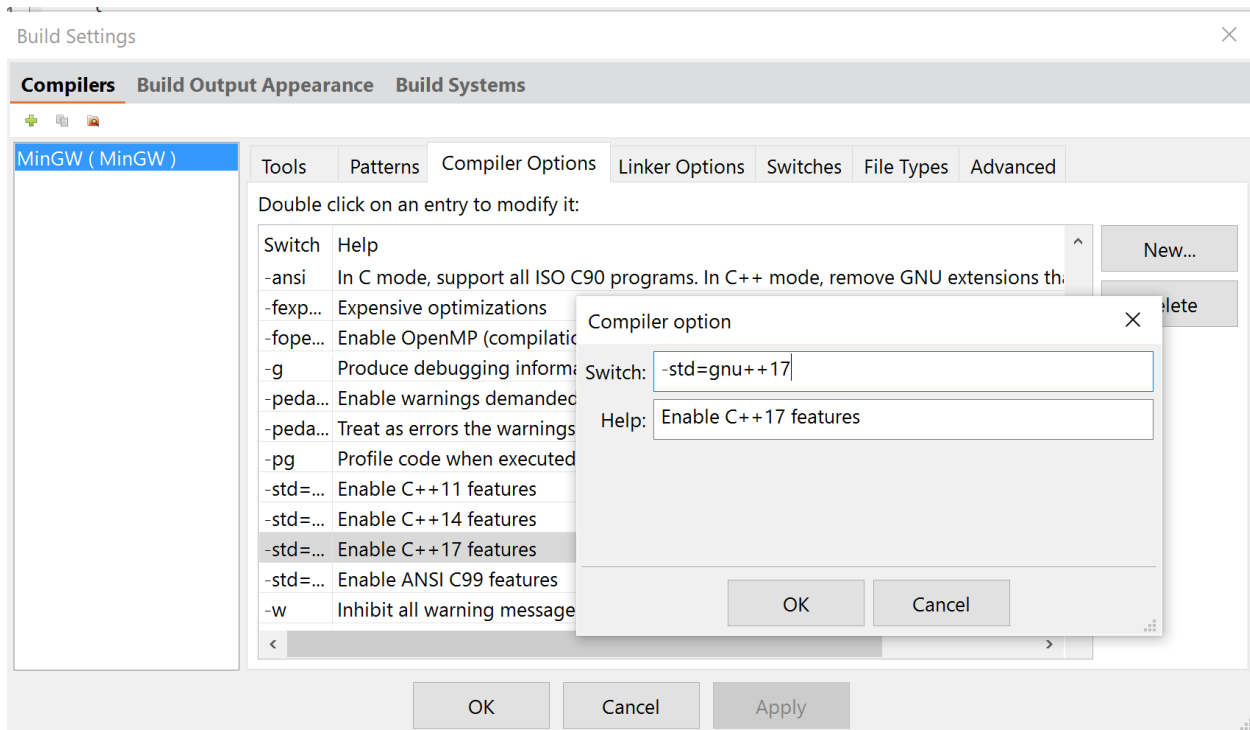 Build Settings
Compilers Build Output Appearance Build Systems
MinGW ( MinGW )
Tools Patterns Compiler Options Linker Options Switches File Types Advanced
Double click on an entry to modify it:
Switch Help
New...
-ansi In C mode, support all ISO C90 programs. In C++ mode, remove GNU extensions
-fexp... Expensive optimizations
lete
-fope... Enable OpenMP
-g Produce debugging
-peda... Enable warnings demanded
-peda... Treat as errors the warnings
-pg Profile code when executed
-std=... Enable C++11 features
-std=... Enable C++14 features
-std=... Enable C++17 features
-std=... Enable ANSI C99 features
-w Inhibit all warning message
Compiler option
Switch: -std=gnu++17
Help: Enable C++17 features
OK Cancel
OK Cancel Apply